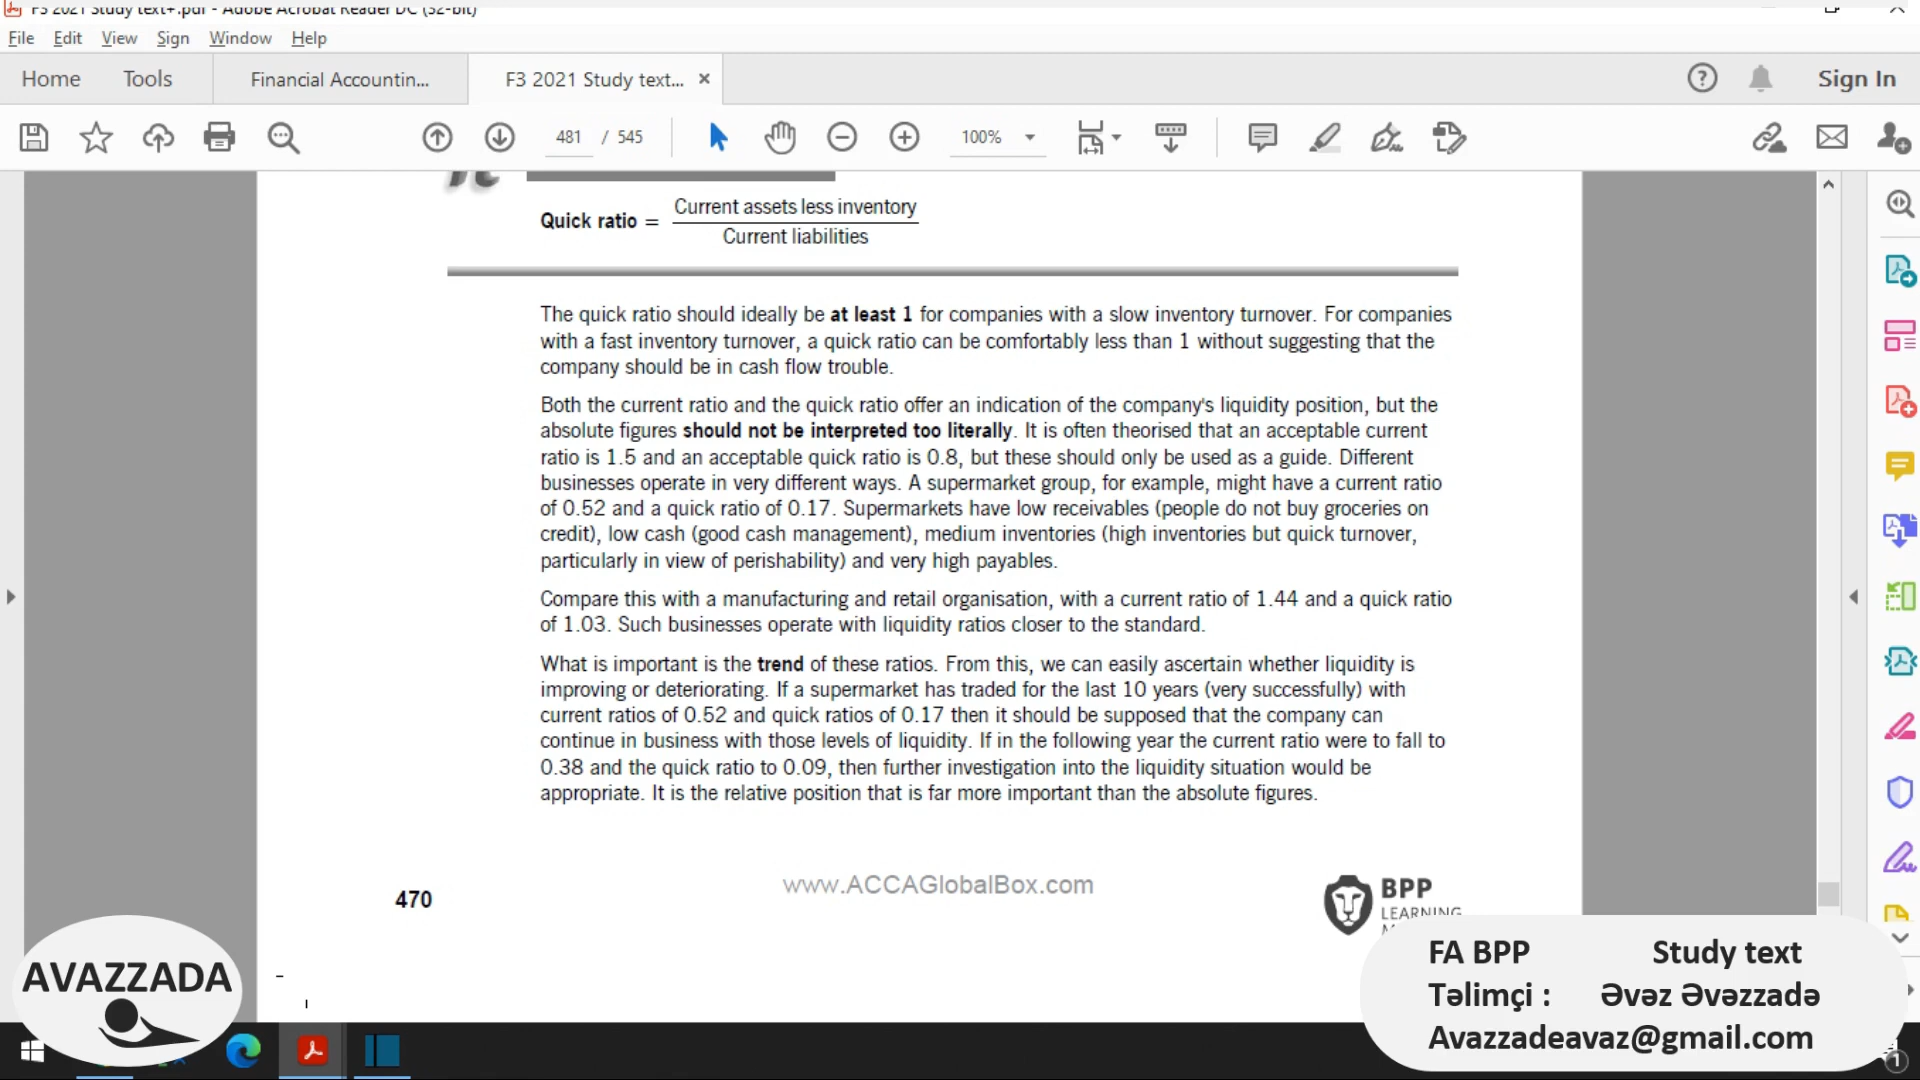 F3 2021 Study text+.pdf - Adobe Acrobat Reader DC (32-bit)
File Edit View Sign Window Help
Home Tools Financial Accountin... F3 2021 Study text... Sign In
481 / 545 100%
Quick ratio = Current assets less inventory
Current liabilities
The quick ratio should ideally be at least 1 for companies with a slow inventory turnover. For companies
with a fast inventory turnover, a quick ratio can be comfortably less than 1 without suggesting that the
company should be in cash flow trouble.
Both the current ratio and the quick ratio offer an indication of the company's liquidity position, but the
absolute figures should not be interpreted too literally. It is often theorised that an acceptable current
ratio is 1.5 and an acceptable quick ratio is 0.8, but these should only be used as a guide. Different
businesses operate in very different ways. A supermarket group, for example, might have a current ratio
of 0.52 and a quick ratio of 0.17. Supermarkets have low receivables (people do not buy groceries on
credit), low cash (good cash management), medium inventories (high inventories but quick turnover,
particularly in view of perishability) and very high payables.
Compare this with a manufacturing and retail organisation, with a current ratio of 1.44 and a quick ratio
of 1.03. Such businesses operate with liquidity ratios closer to the standard.
What is important is the trend of these ratios. From this, we can easily ascertain whether liquidity is
improving or deteriorating. If a supermarket has traded for the last 10 years (very successfully) with
current ratios of 0.52 and quick ratios of 0.17 then it should be supposed that the company can
continue in business with those levels of liquidity. If in the following year the current ratio were to fall to
0.38 and the quick ratio to 0.09, then further investigation into the liquidity situation would be
appropriate. It is the relative position that is far more important than the absolute figures.
470 www.ACCAGlobalBox.com BPP
LEARNING
AVAZZADA
FA BPP Study text
Təlimçi : Əvəz Əvəzzadə
Avazzadeavaz@gmail.com